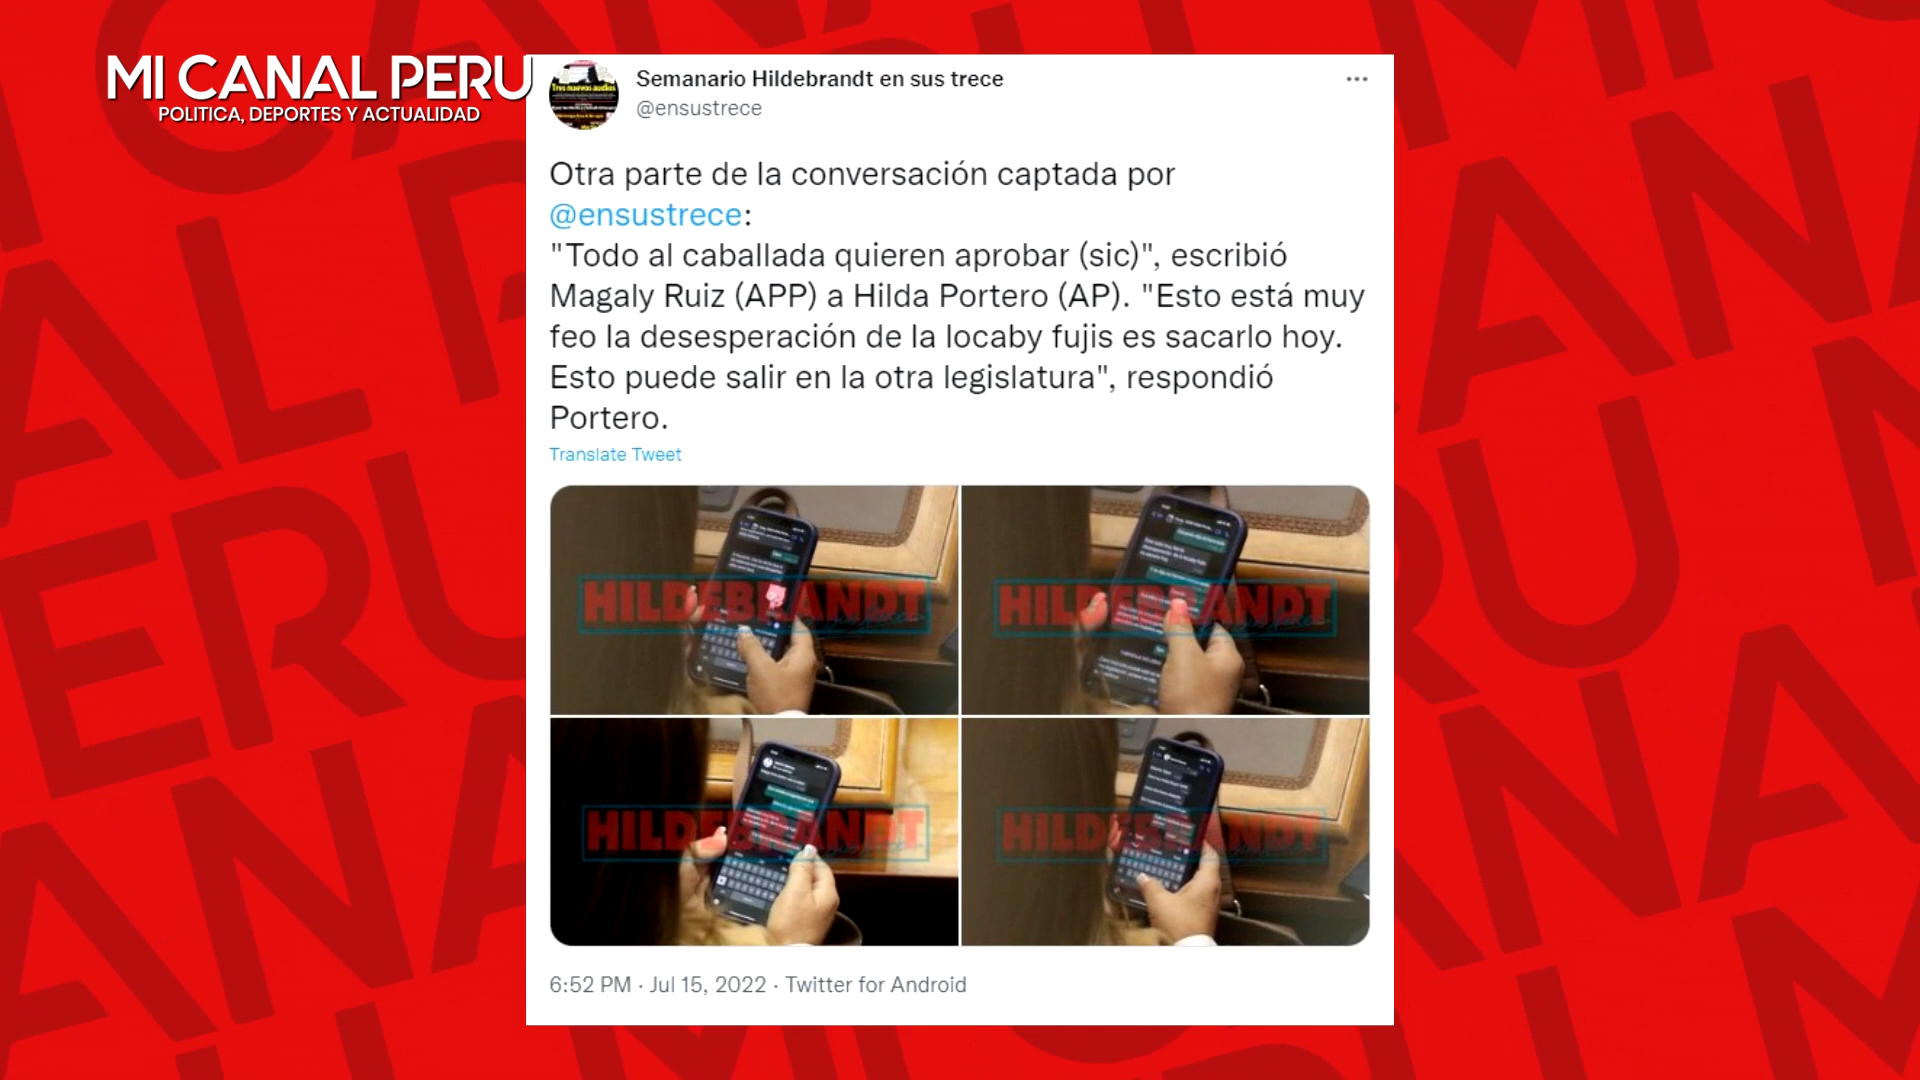 MI CANAL PERU
POLITICA, DEPORTES Y ACTUALIDAD
Tres nuevos audios
Semanario Hildebrandt en sus trece
@ensustrece
Otra parte de la conversación captada por
@ensustrece:
"Todo al caballada quieren aprobar (sic)", escribió
Magaly Ruiz (APP) a Hilda Portero (AP). "Esto está muy
feo la desesperación de la locaby fujis es sacarlo hoy.
Esto puede salir en la otra legislatura", respondió
Portero.
Translate Tweet
HILDEBRANDT
HILDEBRANDT
HILDEBRANDT
HILDEBRANDT
6:52 PM · Jul 15, 2022 · Twitter for Android